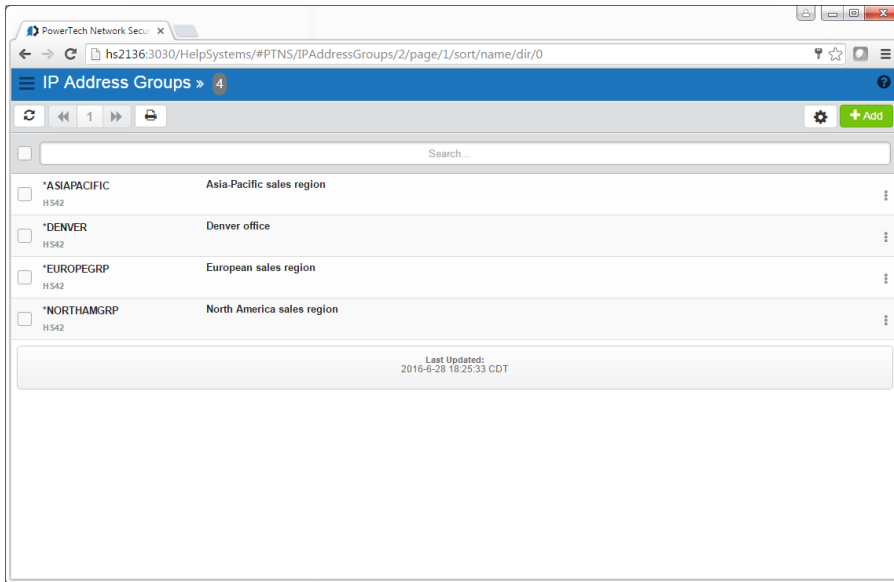 PowerTech Network Secu
hs2136:3030/HelpSystems/#PTNS/IPAddressGroups/2/page/1/sort/name/dir/0
IP Address Groups » 4
1
Add
Search...
*ASIAPACIFIC Asia-Pacific sales region
HS42
*DENVER Denver office
HS42
*EUROPEGRP European sales region
HS42
*NORTHAMGRP North America sales region
HS42
Last Updated:
2016-6-28 18:25:33 CDT